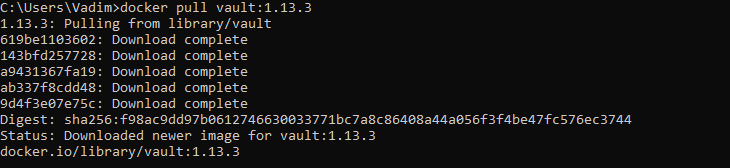 C:\Users\Vadim>docker pull vault:1.13.3
1.13.3: Pulling from library/vault
619be1103602: Download complete
143bfd257728: Download complete
a9431367fa19: Download complete
ab337f8cdd48: Download complete
9d4f3e07e75c: Download complete
Digest: sha256:f98ac9dd97b0612746630033771bc7a8c86408a44a056f3f4be47fc576ec3744
Status: Downloaded newer image for vault:1.13.3
docker.io/library/vault:1.13.3